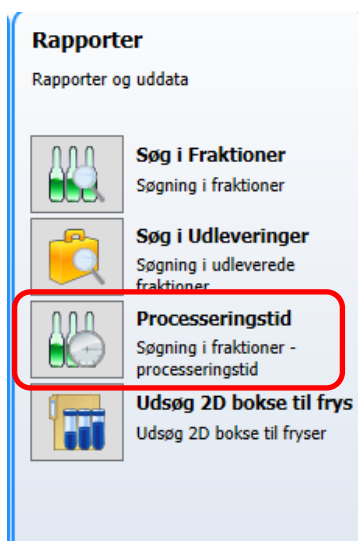 Rapporter
Rapporter og uddata
Søg i Fraktioner
Søgning i fraktioner
Søg i Udleveringer
Søgning i udleverede
fraktioner
Processeringstid
Søgning i fraktioner -
processeringstid
Udsøg 2D bokse til frys
Udsøg 2D bokse til fryser